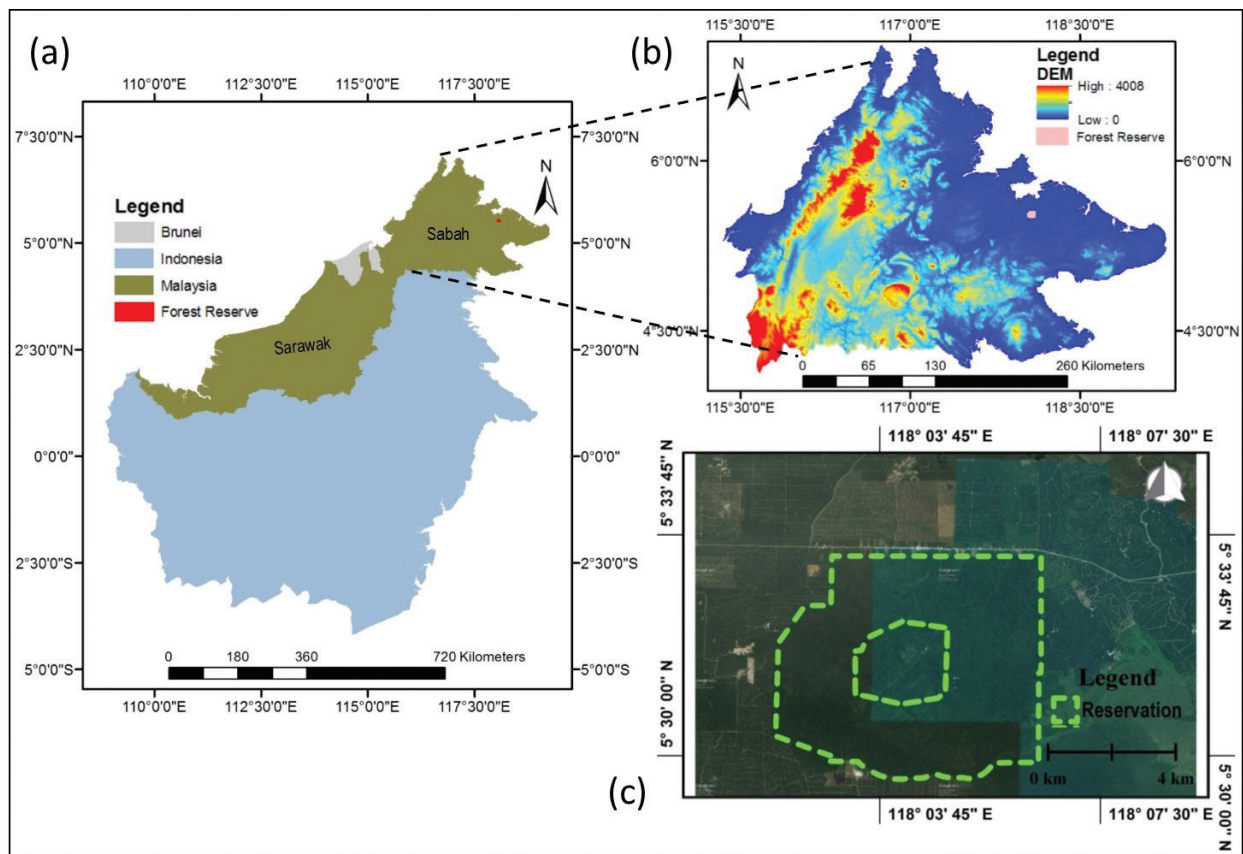 (a)
110°0'0"E 112°30'0"E 115°0'0"E 117°30'0"E
7°30'0"N
7°30'0"N
N
Legend
Brunei
Indonesia
Malaysia
Forest Reserve
Sabah
Sarawak
5°0'0"N
5°0'0"N
2°30'0"N
2°30'0"N
0°0'0"
0°0'0"
2°30'0"S
2°30'0"S
5°0'0"S
5°0'0"S
0 180 360 720 Kilometers
110°0'0"E 112°30'0"E 115°0'0"E 117°30'0"E
(b)
115°30'0"E 117°0'0"E 118°30'0"E
N
Legend
DEM
High : 4008
Low : 0
Forest Reserve
6°0'0"N
6°0'0"N
4°30'0"N
4°30'0"N
0 65 130 260 Kilometers
115°30'0"E 117°0'0"E 118°30'0"E
118° 03' 45" E 118° 07' 30" E
5° 33' 45" N
5° 33' 45" N
5° 30' 00" N
5° 30' 00" N
Legend
Reservation
0 km 4 km
(c)
118° 03' 45" E 118° 07' 30" E